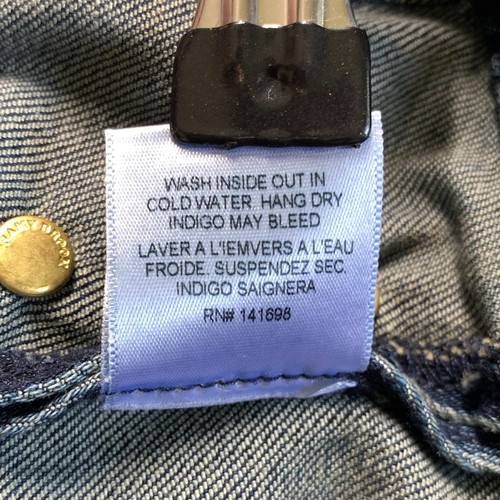 WASH INSIDE OUT IN
COLD WATER HANG DRY
INDIGO MAY BLEED
LAVER A L'IEMVERS A L'EAU
FROIDE. SUSPENDEZ SEC.
INDIGO SAIGNERA
RN# 141698